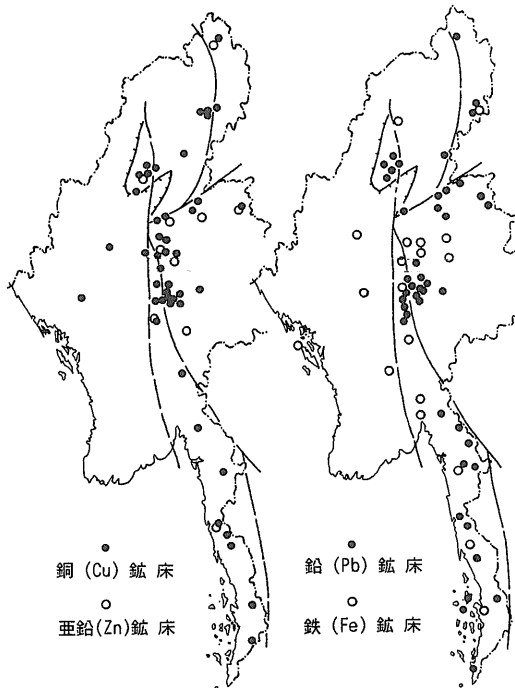 銅 (Cu) 鉱 床
亜鉛(Zn)鉱 床
鉛 (Pb) 鉱 床
鉄 (Fe) 鉱 床